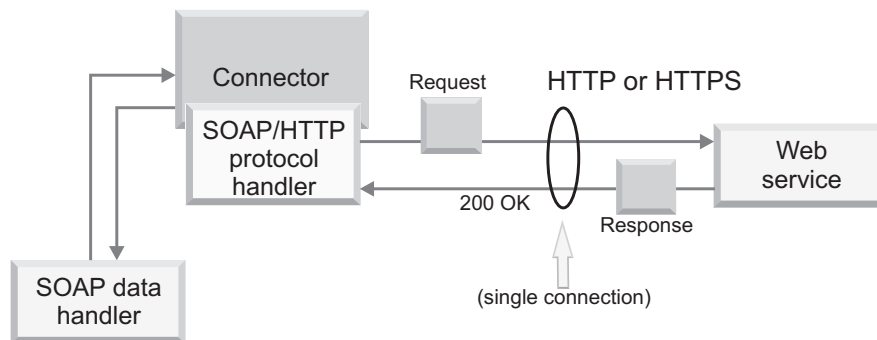 Connector
Request
HTTP or HTTPS
SOAP/HTTP
protocol
handler
Web
service
200 OK
Response
SOAP data
handler
(single connection)